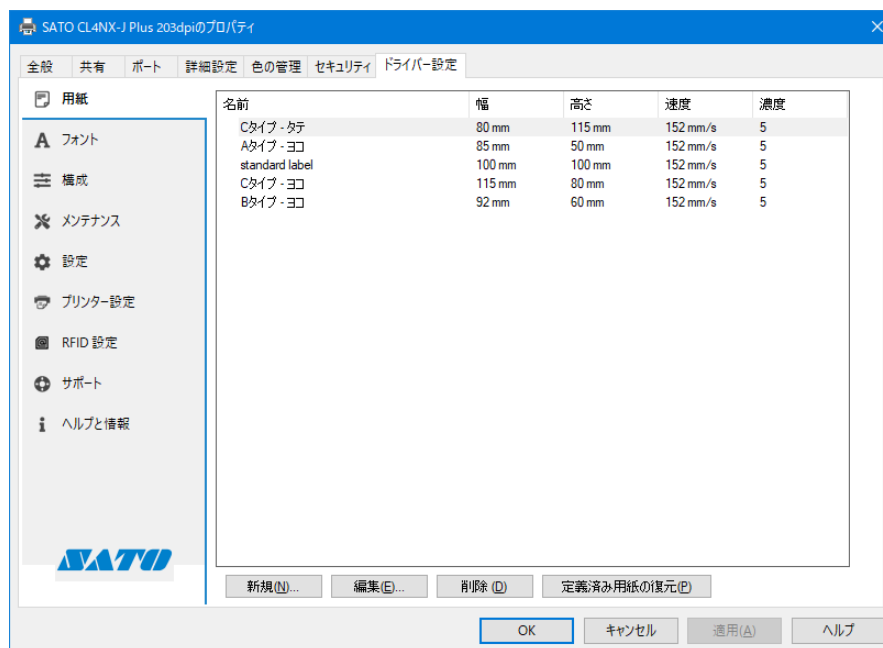 SATO CL4NX-J Plus 203dpiのプロパティ
全般 共有 ポート 詳細設定 色の管理 セキュリティ ドライバー設定
用紙
フォント
構成
メンテナンス
設定
プリンター設定
RFID 設定
サポート
ヘルプと情報
SATO
名前 幅 高さ 速度 濃度
Cタイプ - タテ 80 mm 115 mm 152 mm/s 5
Aタイプ - ヨコ 85 mm 50 mm 152 mm/s 5
standard label 100 mm 100 mm 152 mm/s 5
Cタイプ - ヨコ 115 mm 80 mm 152 mm/s 5
Bタイプ - ヨコ 92 mm 60 mm 152 mm/s 5
新規(N)... 編集(E)... 削除 (D) 定義済み用紙の復元(P)
OK キャンセル 適用(A) ヘルプ